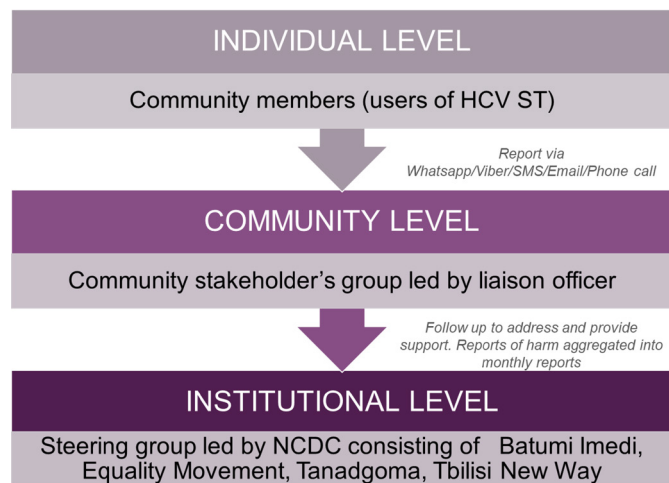 INDIVIDUAL LEVEL
Community members (users of HCV ST)
Report via
Whatsapp/Viber/SMS/Email/Phone call
COMMUNITY LEVEL
Community stakeholder's group led by liaison officer
Follow up to address and provide
support. Reports of harm aggregated into
monthly reports
INSTITUTIONAL LEVEL
Steering group led by NCDC consisting of Batumi Imedi,
Equality Movement, Tanadgoma, Tbilisi New Way